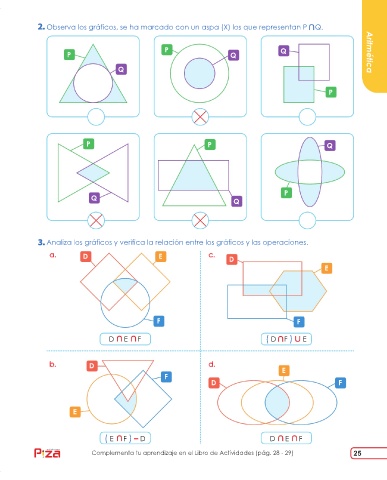 2. Observa los gráficos, se ha marcado con un aspa (X) los que representan P ∩ Q.
Aritmética
P
Q
P
Q
Q
P
P
Q
P
Q
Q
P
3. Analiza los gráficos y verifica la relación entre los gráficos y las operaciones.
a.
D
E
F
D ∩ E ∩ F
c.
D
E
F
( D ∩ F ) ∪ E
b.
D
F
E
( E ∩ F ) – D
d.
E
D
F
D ∩ E ∩ F
Complementa tu aprendizaje en el Libro de Actividades (pág. 28 - 29)
25